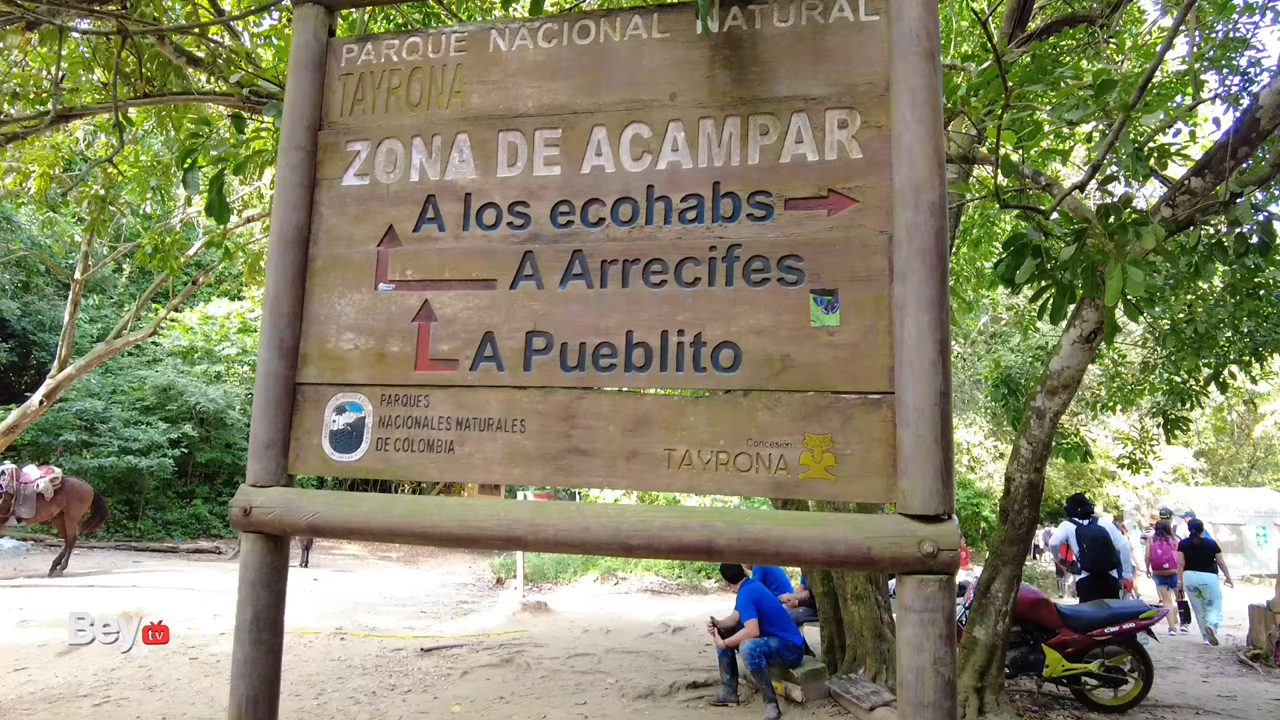 PARQUE NACIONAL NATURAL
TAYRONA
ZONA DE ACAMPAR
A los ecohabs
A Arrecifes
A Pueblito
PARQUES
NACIONALES NATURALES
DE COLOMBIA
Concesión
TAYRONA
Bey tv